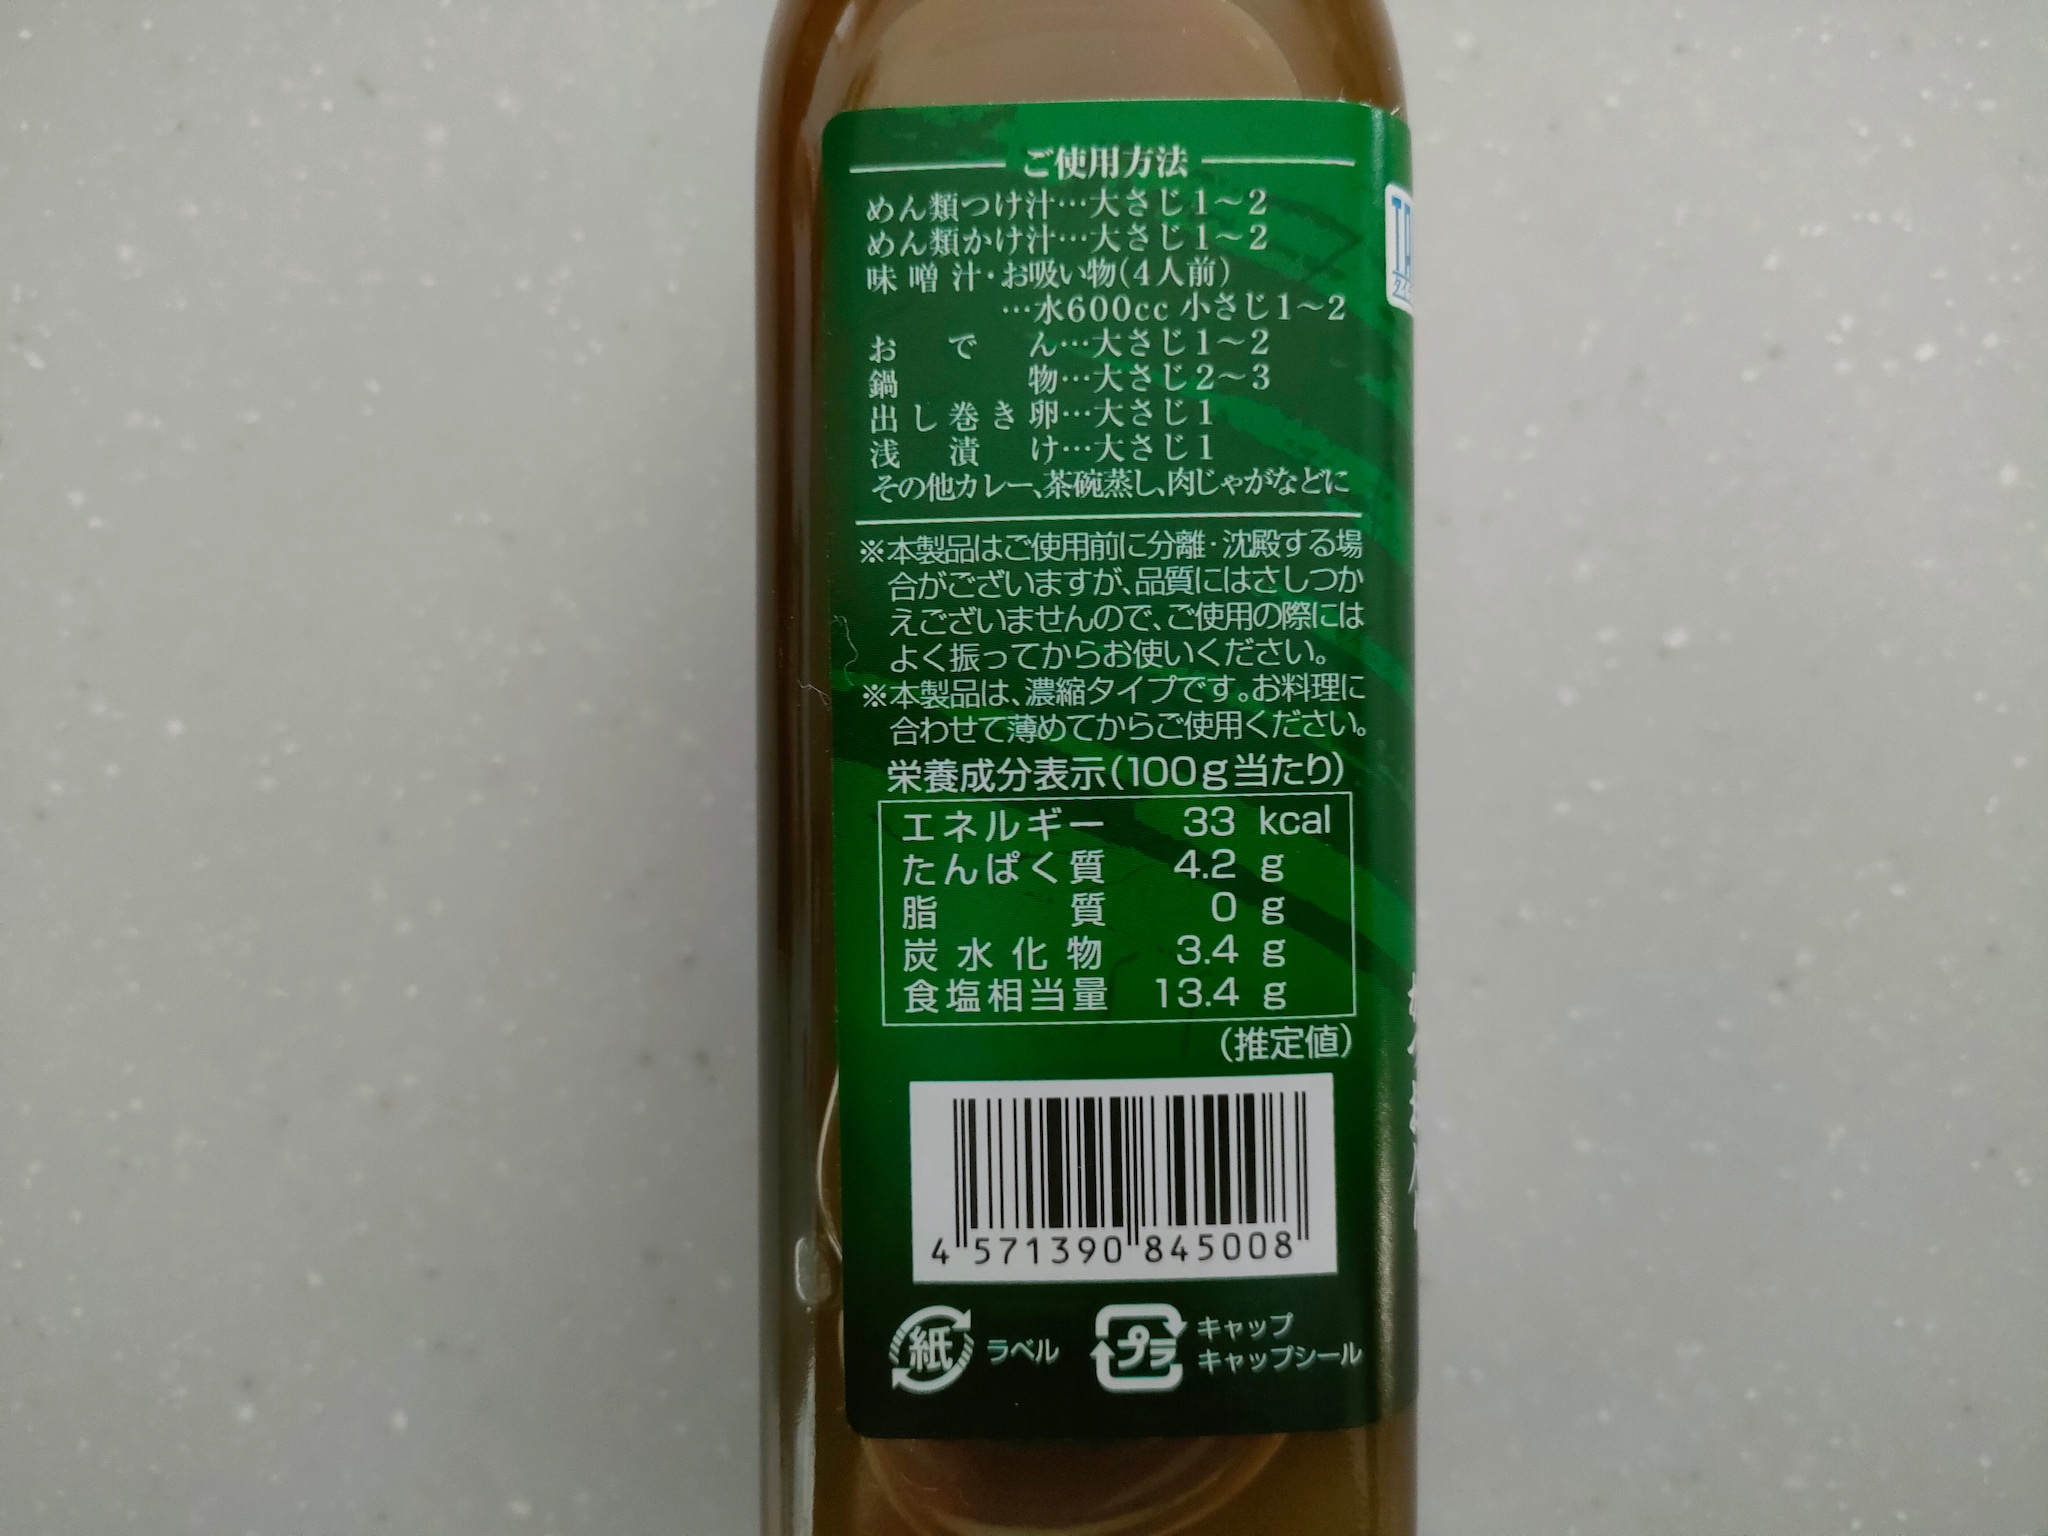 ご使用方法
めん類つけ汁…大さじ1〜2
めん類かけ汁…大さじ1〜2
味噌汁・お吸い物(4人前)
…水600cc 小さじ1〜2
おでん…大さじ1〜2
鍋物…大さじ2〜3
出し巻き卵…大さじ1
浅漬け…大さじ1
その他カレー、茶碗蒸し、肉じゃがなどに
※本製品はご使用前に分離・沈殿する場
合がございますが、品質にはさしつか
えございませんので、ご使用の際には
よく振ってからお使いください。
※本製品は、濃縮タイプです。お料理に
合わせて薄めてからご使用ください。
栄養成分表示(100g当たり)
エネルギー 33 kcal
たんぱく質 4.2 g
脂質 0 g
炭水化物 3.4 g
食塩相当量 13.4 g
(推定値)
4 571390 845008
紙 ラベル
プラ キャップ
キャップシール